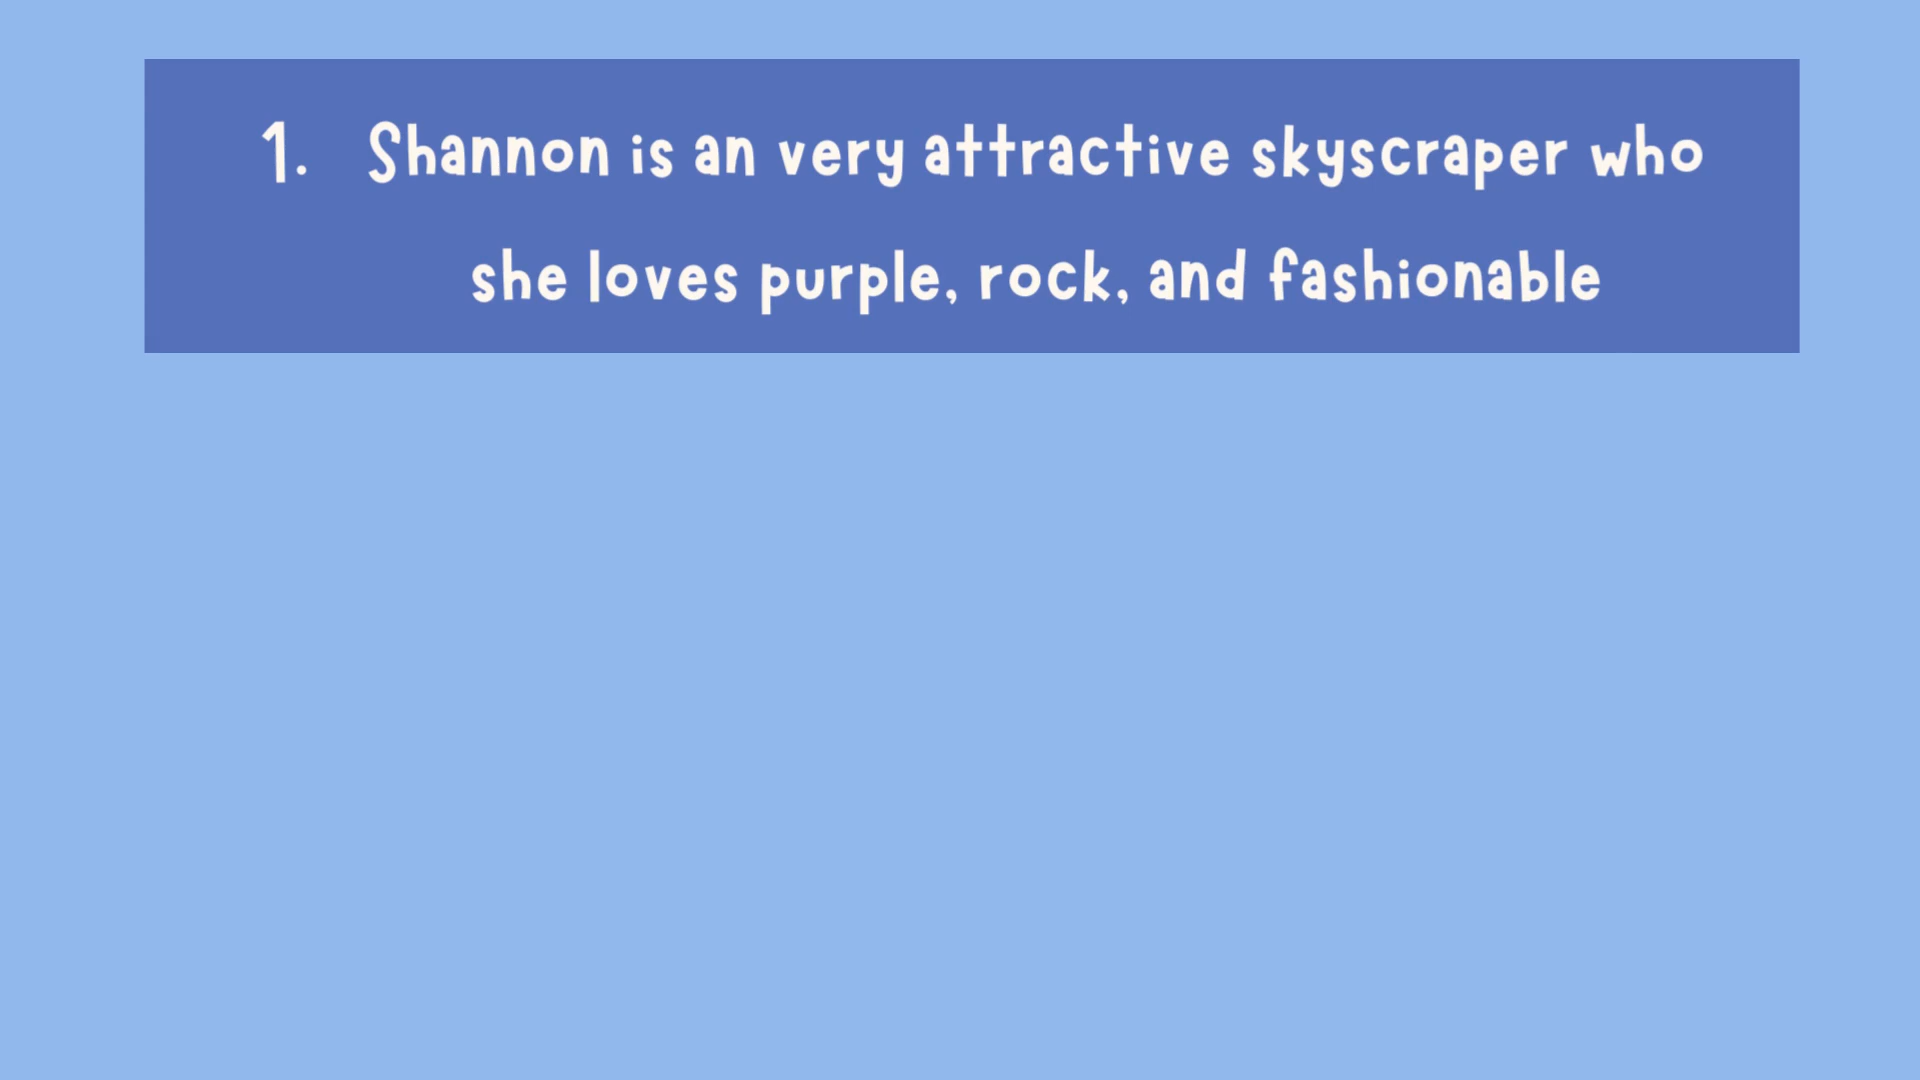 1. Shannon is an very attractive skyscraper who
she loves purple, rock, and fashionable